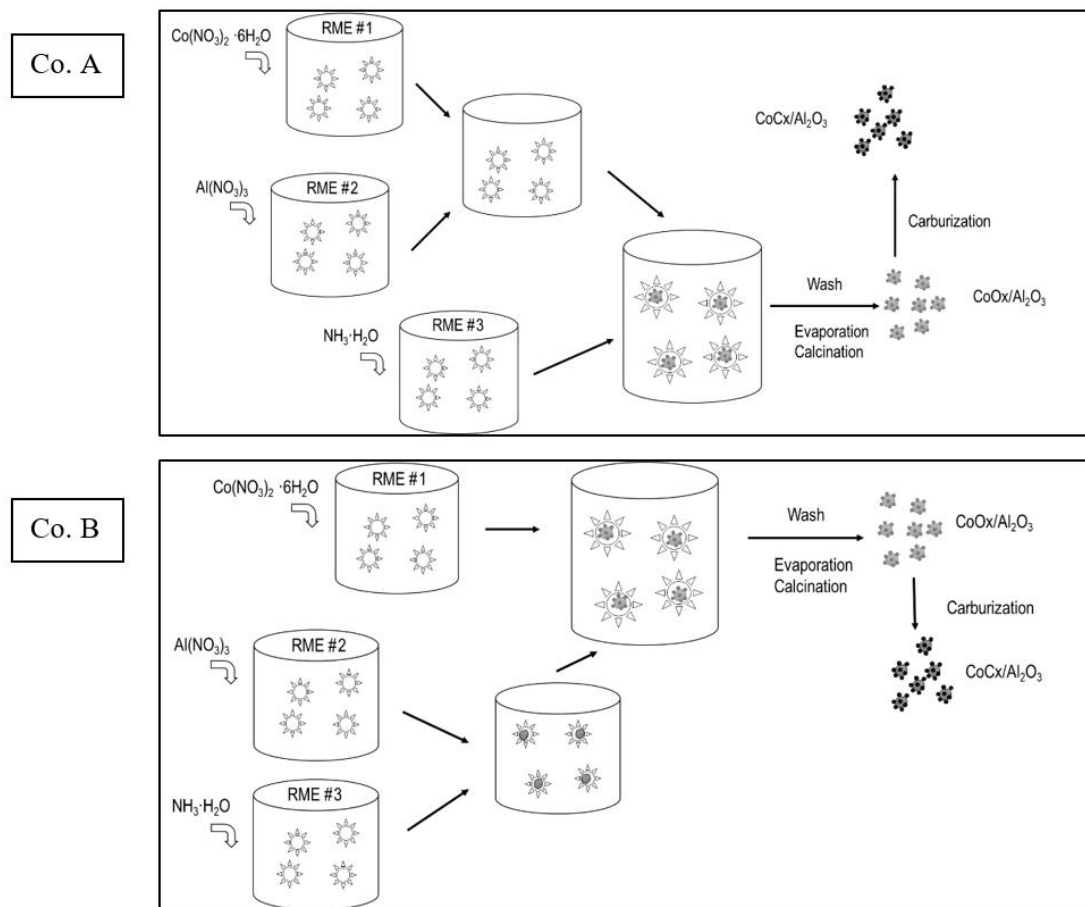 Co. A
Co(NO₃)₂ ·6H₂O
RME #1
Al(NO₃)₃
RME #2
NH₃·H₂O
RME #3
Wash
Evaporation
Calcination
CoOx/Al₂O₃
Carburization
CoCx/Al₂O₃
Co. B
Co(NO₃)₂ ·6H₂O
RME #1
Al(NO₃)₃
RME #2
NH₃·H₂O
RME #3
Wash
Evaporation
Calcination
CoOx/Al₂O₃
Carburization
CoCx/Al₂O₃